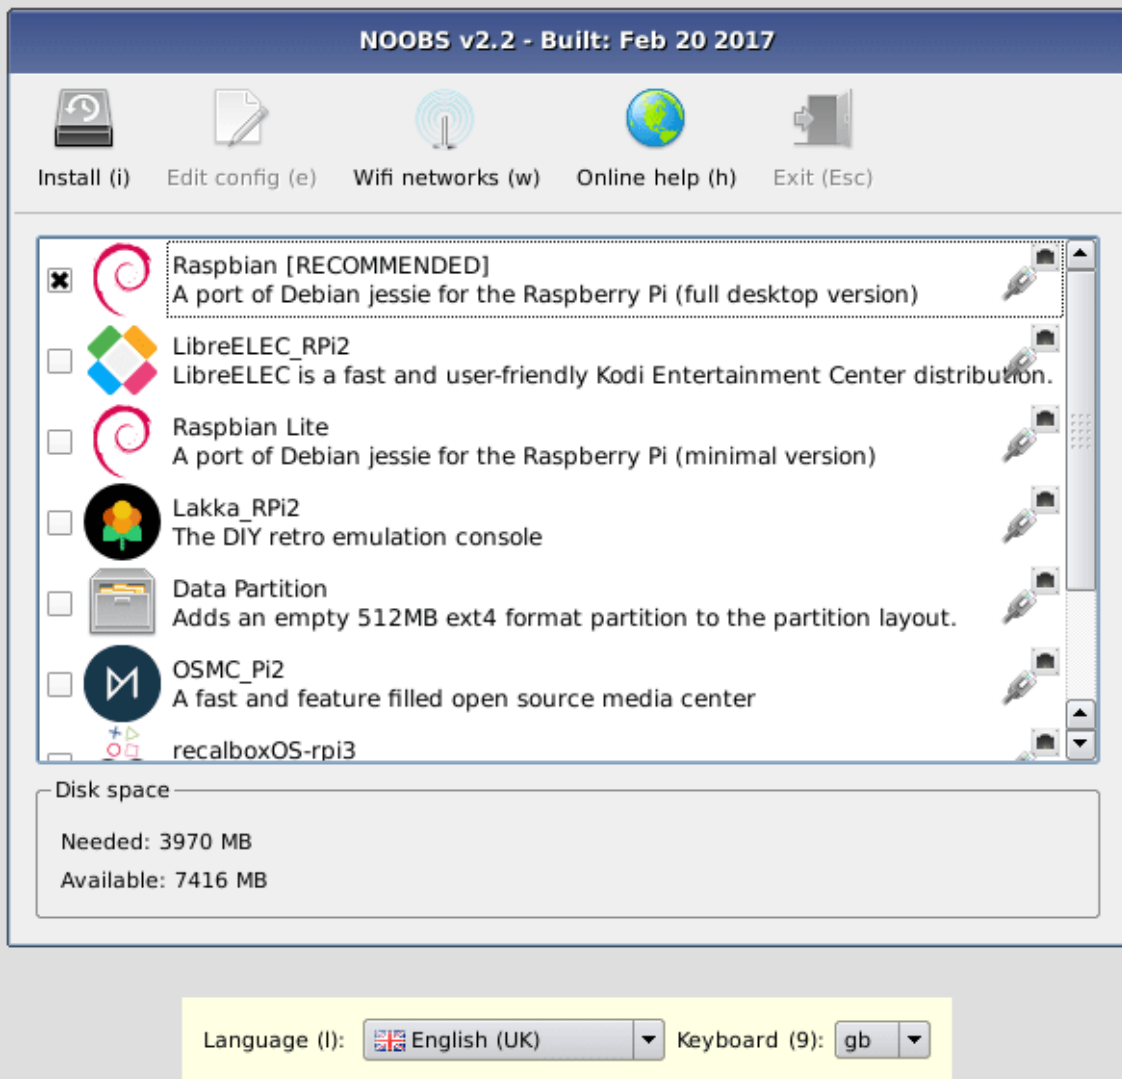 NOOBS v2.2 - Built: Feb 20 2017
Install (i) Edit config (e) Wifi networks (w) Online help (h) Exit (Esc)
Raspbian [RECOMMENDED]
A port of Debian jessie for the Raspberry Pi (full desktop version)
LibreELEC_RPi2
LibreELEC is a fast and user-friendly Kodi Entertainment Center distribution.
Raspbian Lite
A port of Debian jessie for the Raspberry Pi (minimal version)
Lakka_RPi2
The DIY retro emulation console
Data Partition
Adds an empty 512MB ext4 format partition to the partition layout.
OSMC_Pi2
A fast and feature filled open source media center
recalboxOS-rpi3
Disk space
Needed: 3970 MB
Available: 7416 MB
Language (l): English (UK) Keyboard (9): gb